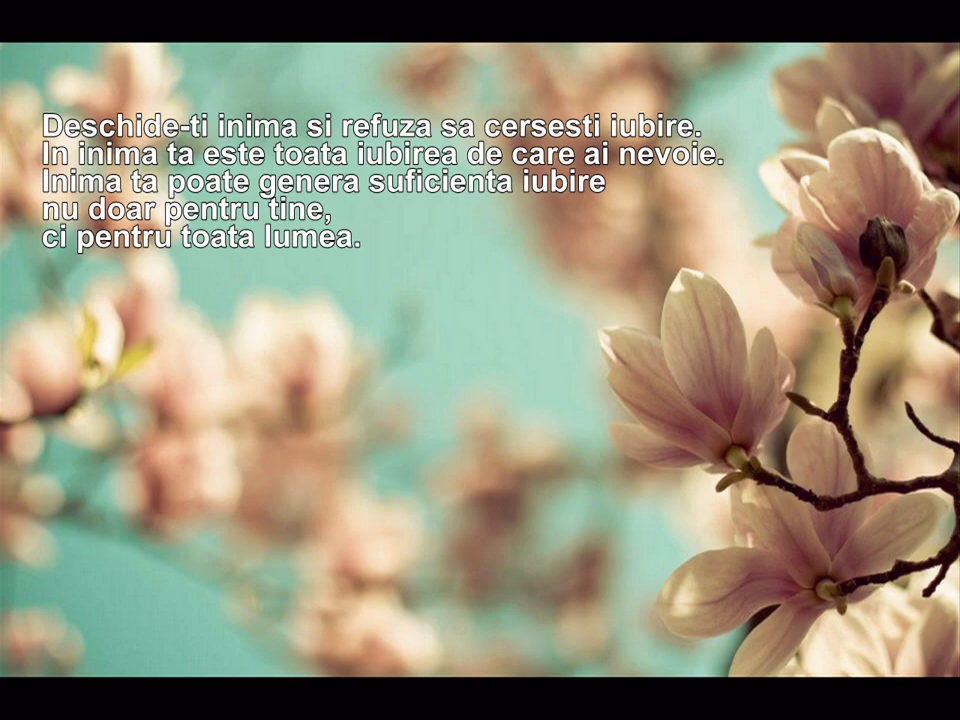 Deschide-ti inima si refuza sa cersesti iubire.
In inima ta este toata iubirea de care ai nevoie.
Inima ta poate genera suficienta iubire
nu doar pentru tine,
ci pentru toata lumea.